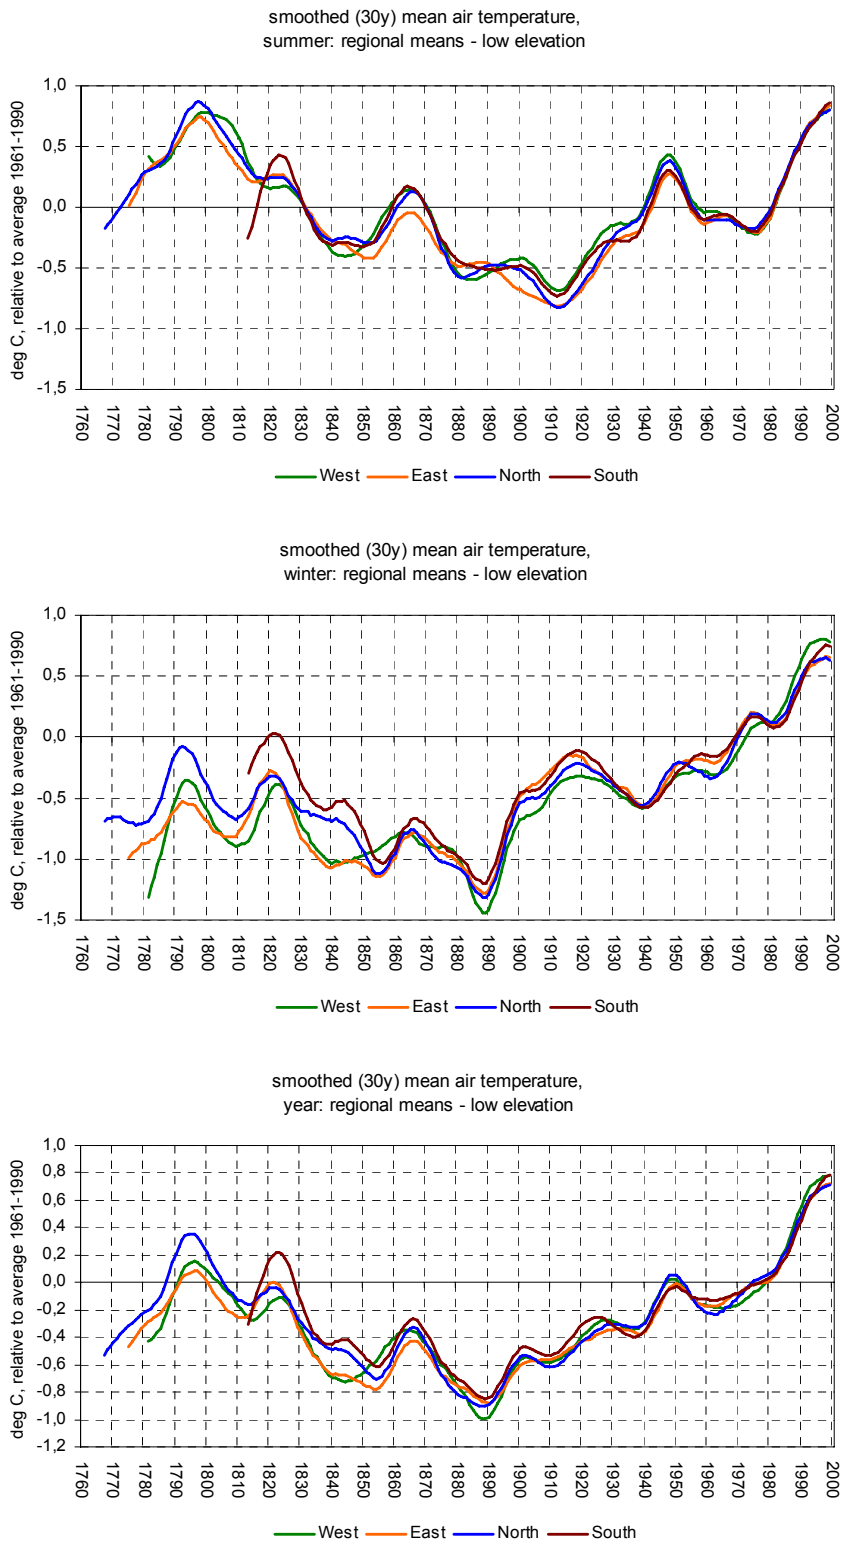 smoothed (30y) mean air temperature,
summer: regional means - low elevation
deg C, relative to average 1961-1990
1,0
0,5
0,0
-0,5
-1,0
-1,5
1760 1770 1780 1790 1800 1810 1820 1830 1840 1850 1860 1870 1880 1890 1900 1910 1920 1930 1940 1950 1960 1970 1980 1990 2000
West East North South
smoothed (30y) mean air temperature,
winter: regional means - low elevation
deg C, relative to average 1961-1990
1,0
0,5
0,0
-0,5
-1,0
-1,5
1760 1770 1780 1790 1800 1810 1820 1830 1840 1850 1860 1870 1880 1890 1900 1910 1920 1930 1940 1950 1960 1970 1980 1990 2000
West East North South
smoothed (30y) mean air temperature,
year: regional means - low elevation
deg C, relative to average 1961-1990
1,0
0,8
0,6
0,4
0,2
0,0
-0,2
-0,4
-0,6
-0,8
-1,0
-1,2
1760 1770 1780 1790 1800 1810 1820 1830 1840 1850 1860 1870 1880 1890 1900 1910 1920 1930 1940 1950 1960 1970 1980 1990 2000
West East North South